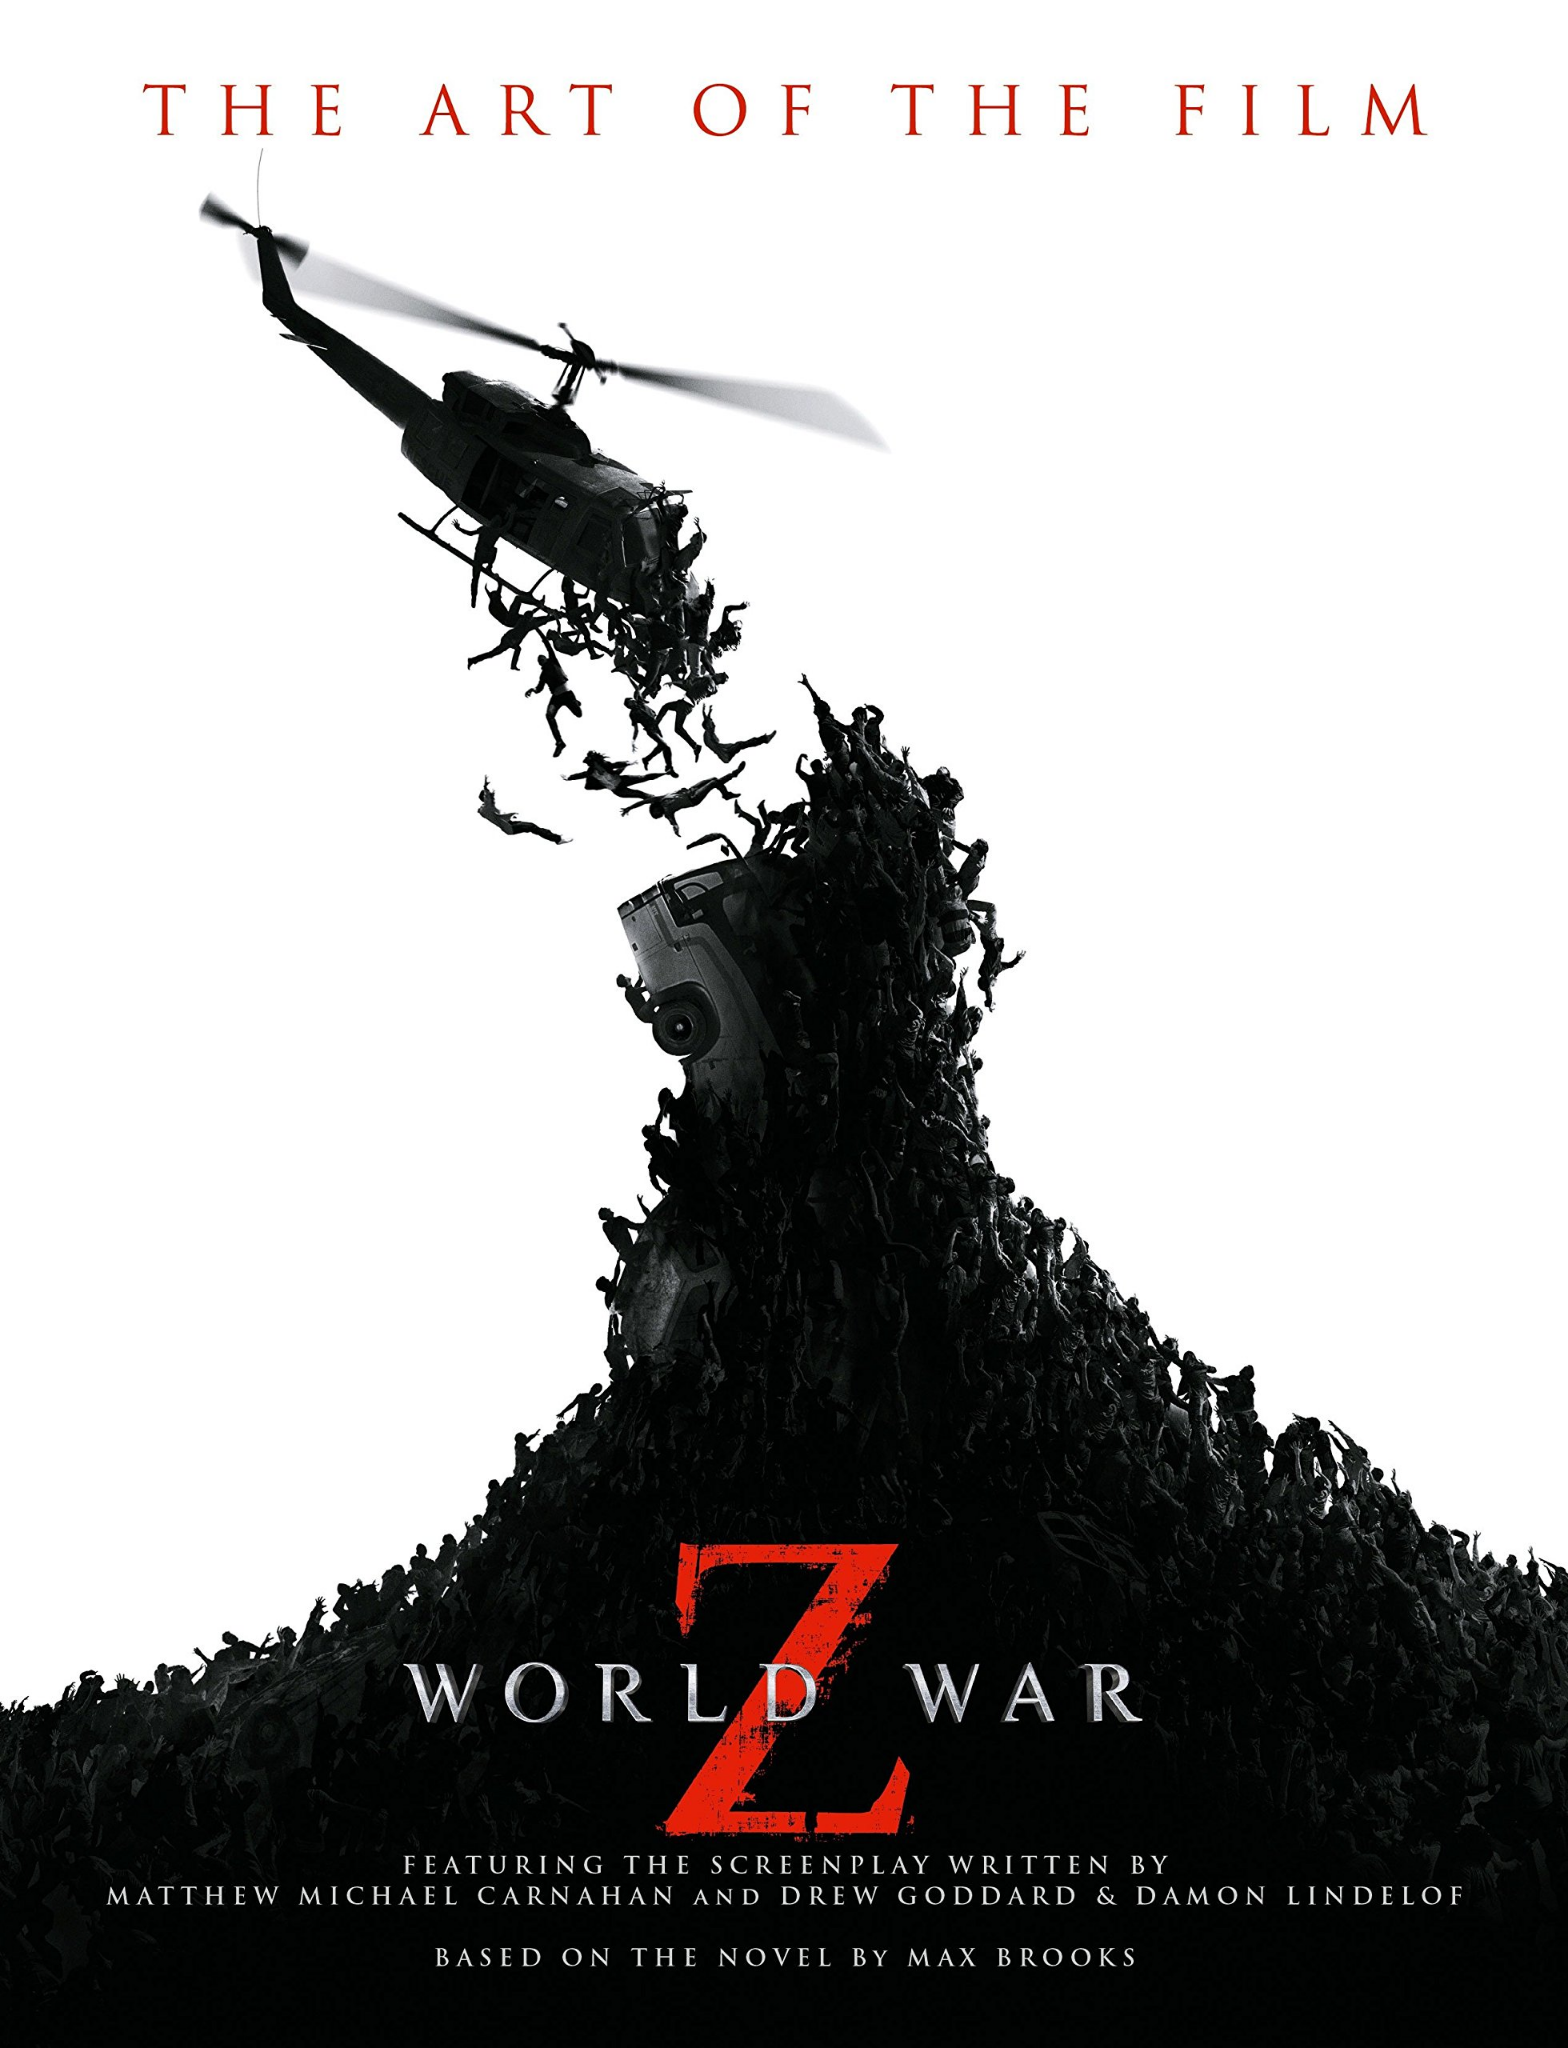 THE ART OF THE FILM
WORLD WAR
Z
FEATURING THE SCREENPLAY WRITTEN BY
MATTHEW MICHAEL CARNAHAN AND DREW GODDARD & DAMON LINDELOF
BASED ON THE NOVEL BY MAX BROOKS